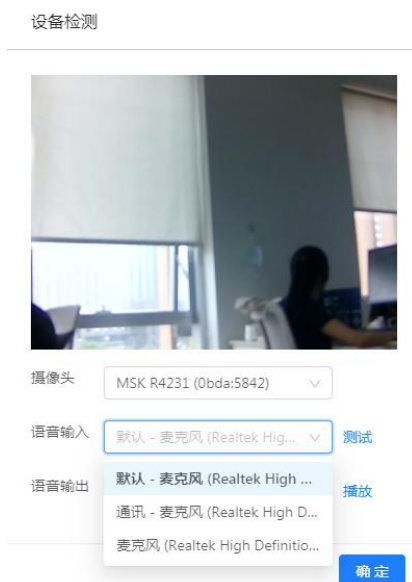 设备检测
摄像头
MSK R4231 (0bda:5842)
语音输入
默认 - 麦克风 (Realtek Hig...
测试
语音输出
默认 - 麦克风 (Realtek High ...
播放
通讯 - 麦克风 (Realtek High D...
麦克风 (Realtek High Definitio...
确 定